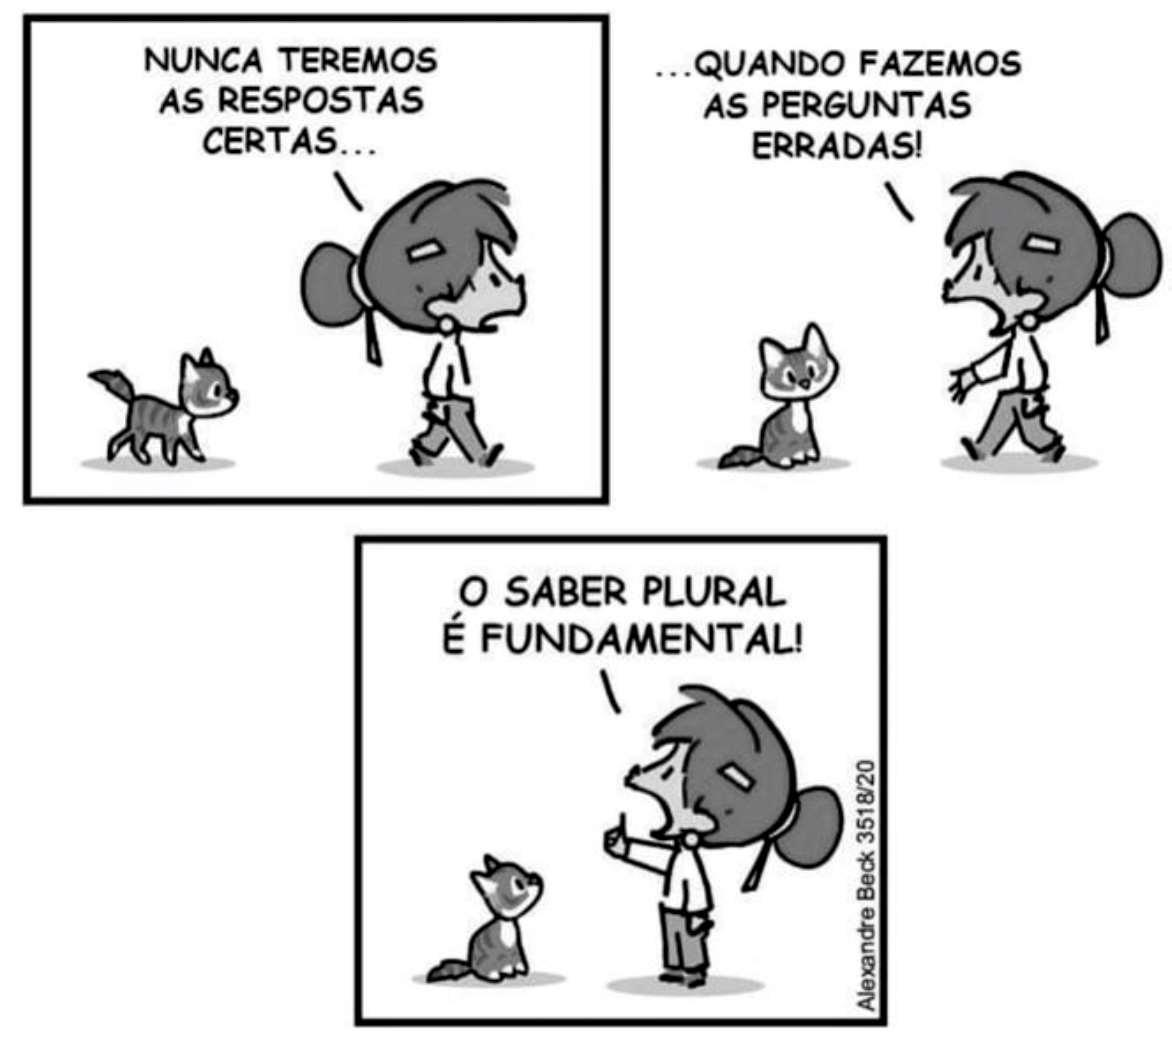 NUNCA TEREMOS
AS RESPOSTAS
CERTAS...
...QUANDO FAZEMOS
AS PERGUNTAS
ERRADAS!
O SABER PLURAL
É FUNDAMENTAL!
Alexandre Beck 3518/20